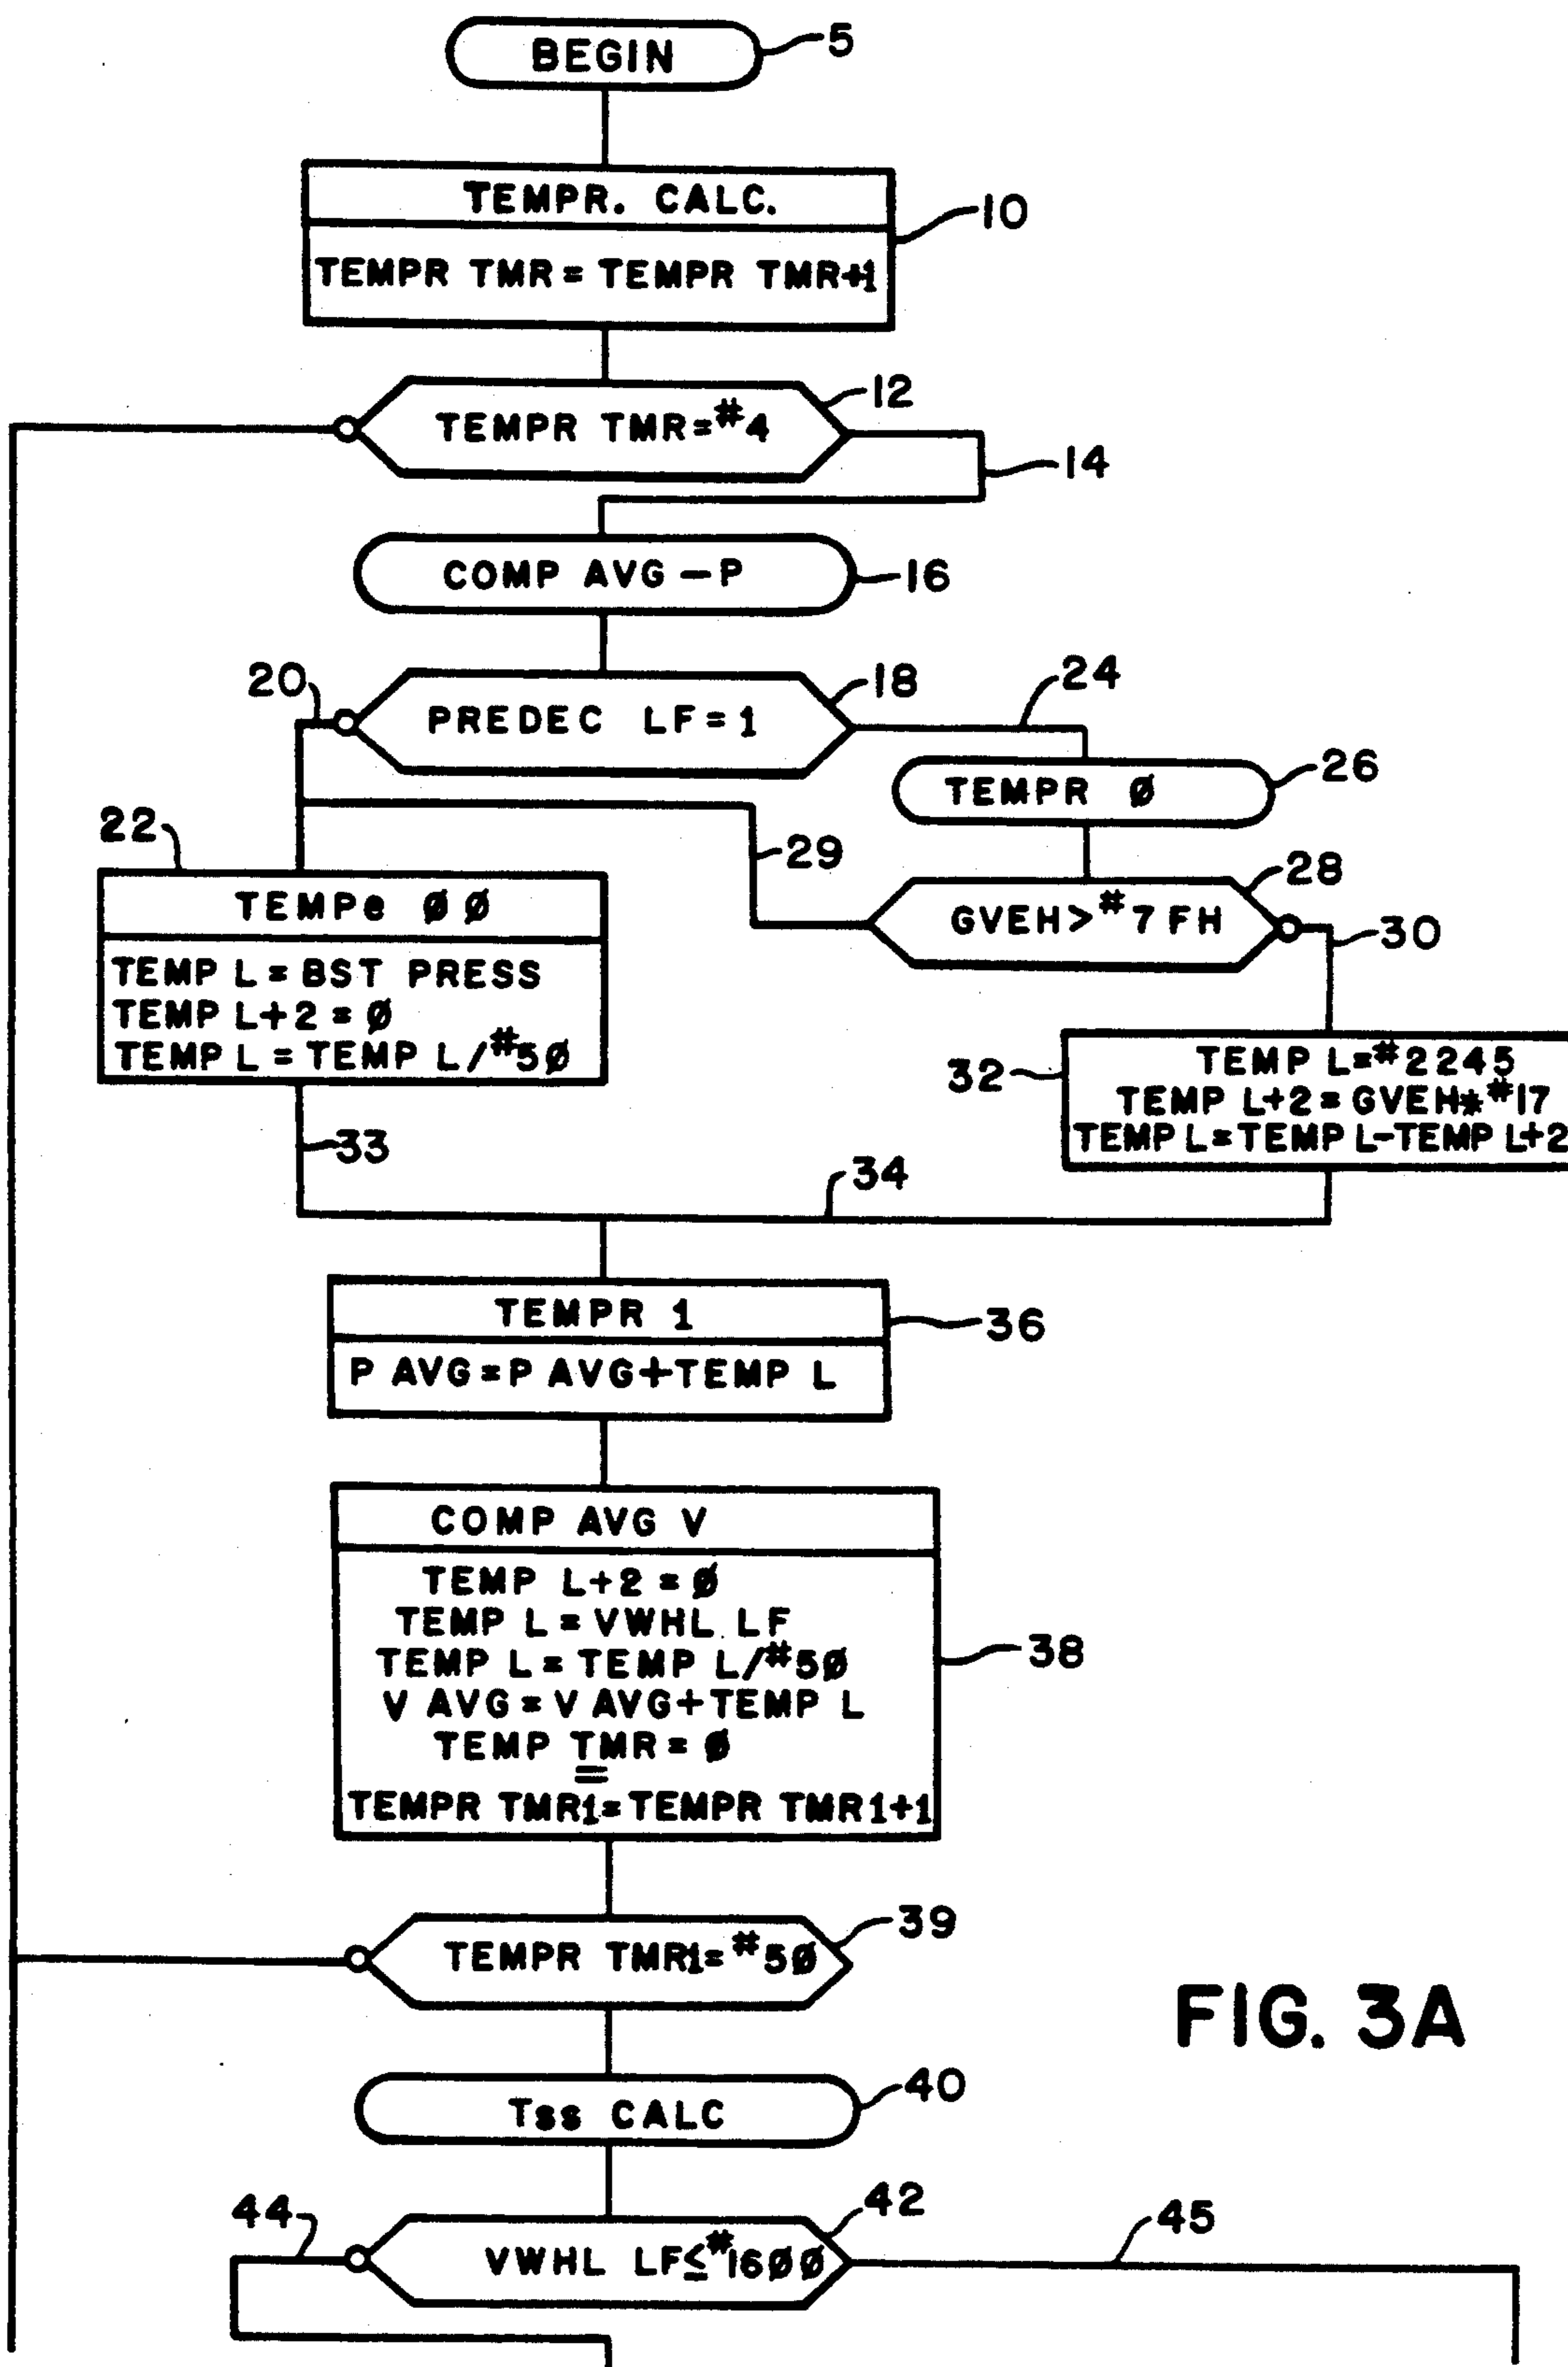 BEGIN
5
TEMPR. CALC.
10
TEMPR TMR = TEMPR TMR+1
12
TEMPR TMR=#4
14
COMP AVG – P
16
20
18
24
PREDEC LF = 1
26
TEMPR Ø
22
29
28
TEMPe ØØ
GVEH>#7FH
30
TEMP L = BST PRESS
TEMP L+2 = Ø
TEMP L = TEMP L/#5Ø
32
TEMP L=#2245
TEMP L+2=GVEH*#17
TEMP L=TEMP L-TEMP L+2
33
34
TEMPR 1
36
P AVG = P AVG+TEMP L
COMP AVG V
TEMP L+2 = Ø
TEMP L = VWHL LF
TEMP L = TEMP L/#5Ø
38
V AVG = V AVG+TEMP L
TEMP TMR = Ø
=
TEMPR TMR1=TEMPR TMR1+1
39
TEMPR TMR1=#5Ø
FIG. 3A
40
Tss CALC
44
42
45
VWHL LF≤#16ØØ